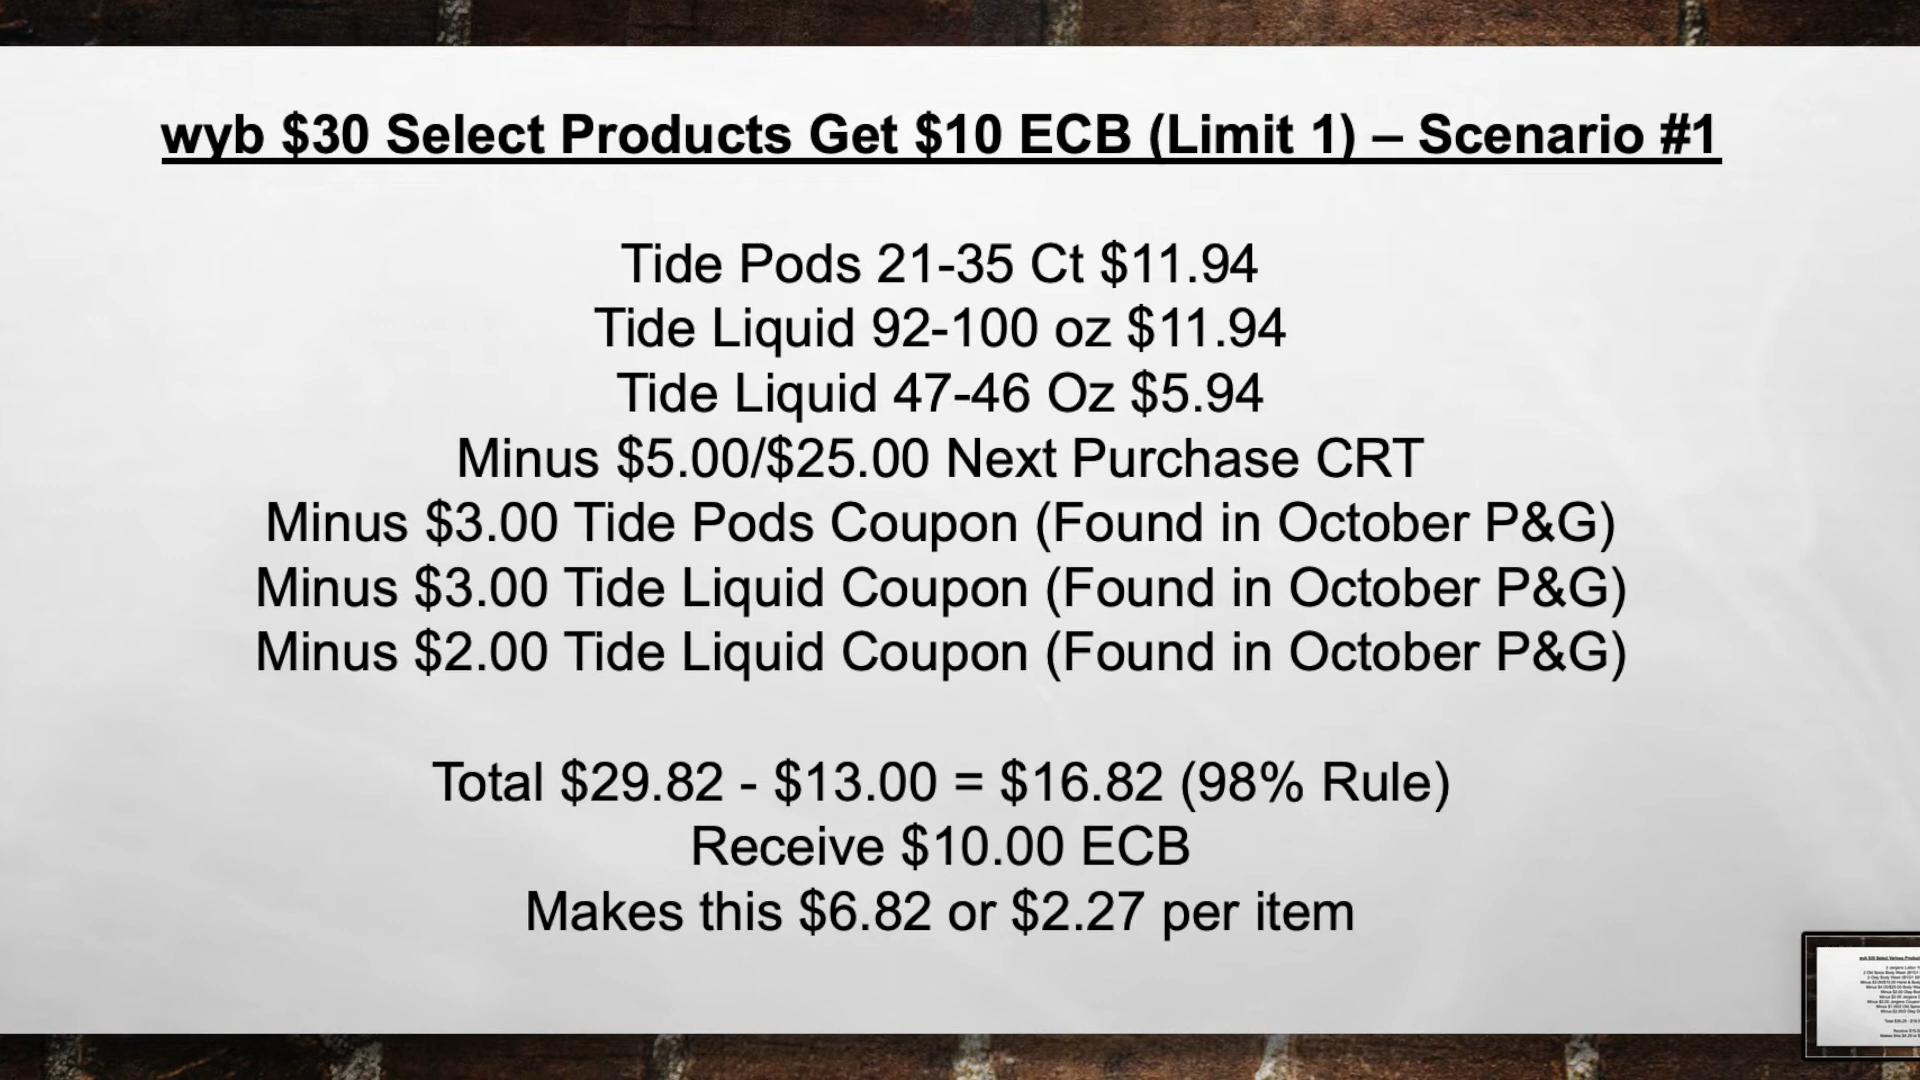 wyb $30 Select Products Get $10 ECB (Limit 1) – Scenario #1
Tide Pods 21-35 Ct $11.94
Tide Liquid 92-100 oz $11.94
Tide Liquid 47-46 Oz $5.94
Minus $5.00/$25.00 Next Purchase CRT
Minus $3.00 Tide Pods Coupon (Found in October P&G)
Minus $3.00 Tide Liquid Coupon (Found in October P&G)
Minus $2.00 Tide Liquid Coupon (Found in October P&G)
Total $29.82 - $13.00 = $16.82 (98% Rule)
Receive $10.00 ECB
Makes this $6.82 or $2.27 per item